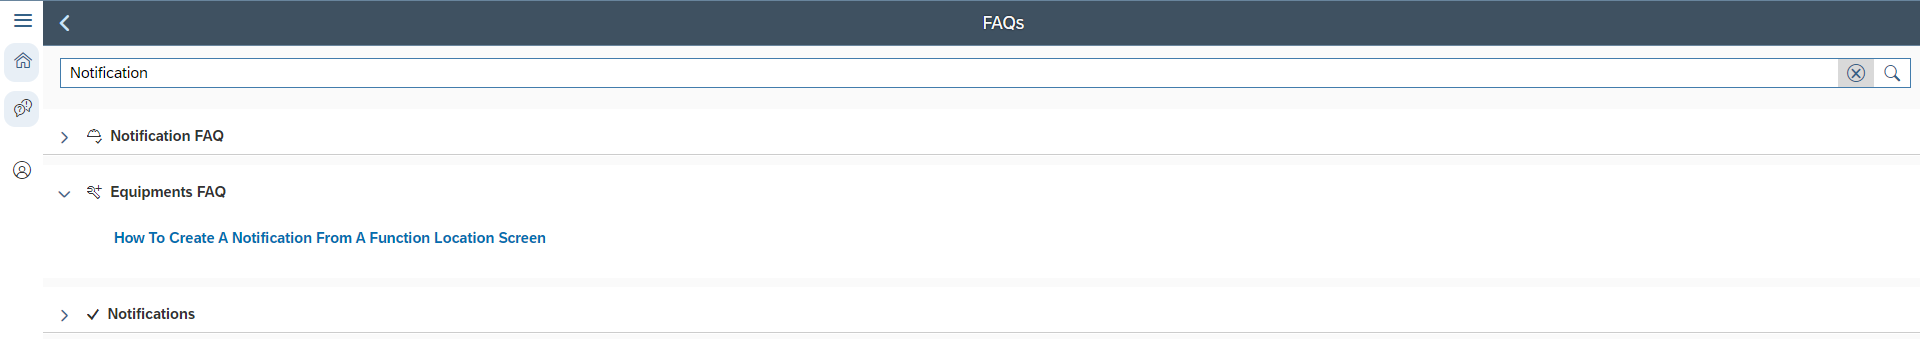 FAQs
Notification
Notification FAQ
Equipments FAQ
How To Create A Notification From A Function Location Screen
Notifications